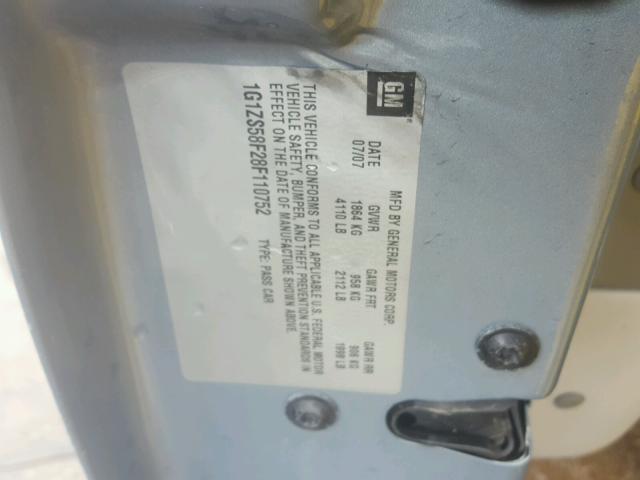 GM
MFD BY GENERAL MOTORS CORP.
DATE GVWR GAWR FRT GAWR RR
07/07 1864 KG 958 KG 906 KG
4110 LB 2112 LB 1998 LB
THIS VEHICLE CONFORMS TO ALL APPLICABLE U.S. FEDERAL MOTOR
VEHICLE SAFETY, BUMPER, AND THEFT PREVENTION STANDARDS IN
EFFECT ON THE DATE OF MANUFACTURE SHOWN ABOVE.
1G1ZS58F28F110752 TYPE: PASS CAR